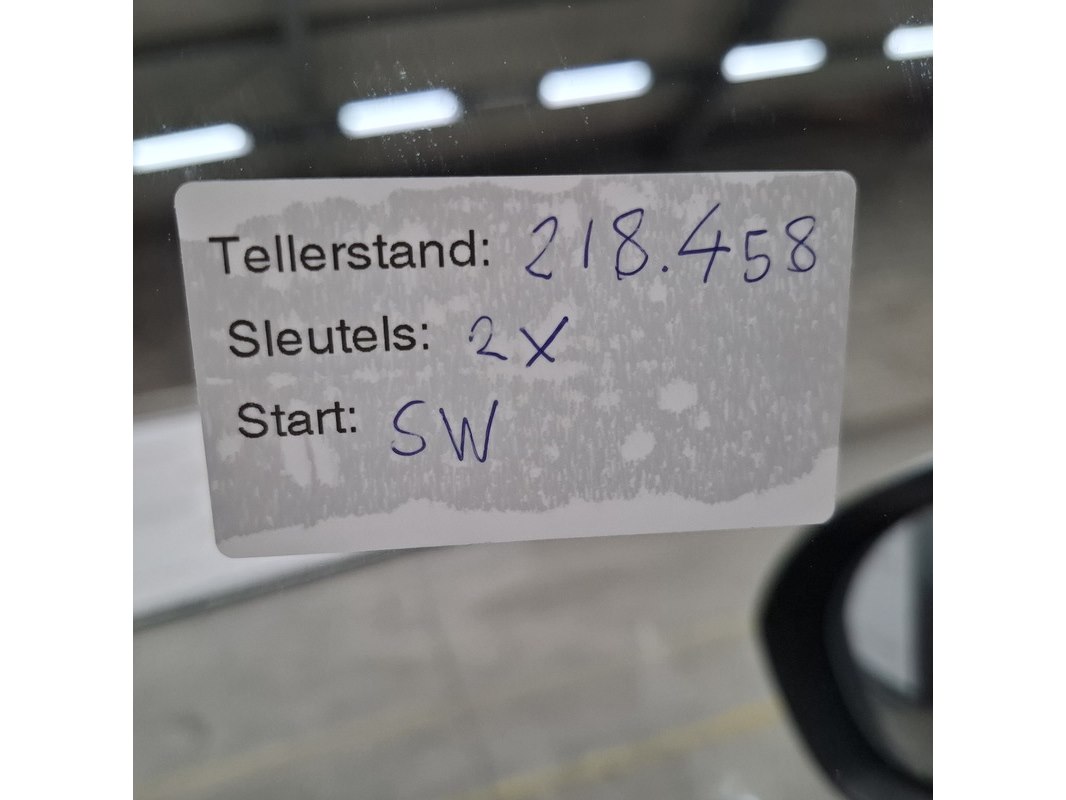 Tellerstand: 218.458
Sleutels: 2X
Start: SW